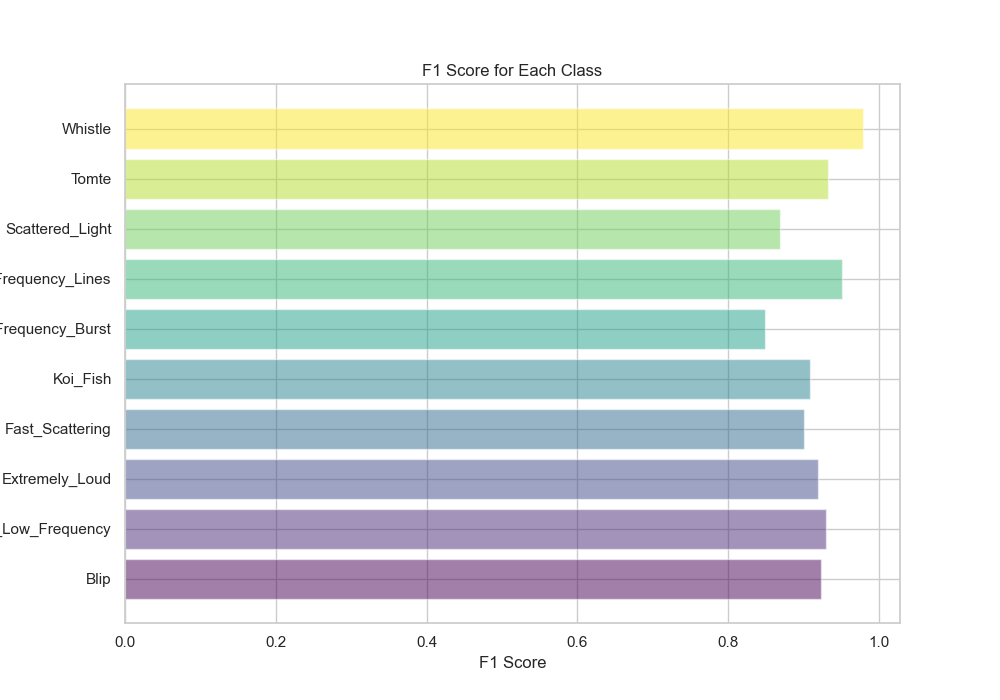 F1 Score for Each Class
Whistle
Tomte
Scattered_Light
Frequency_Lines
Frequency_Burst
Koi_Fish
Fast_Scattering
Extremely_Loud
_Low_Frequency
Blip
0.0 0.2 0.4 0.6 0.8 1.0
F1 Score